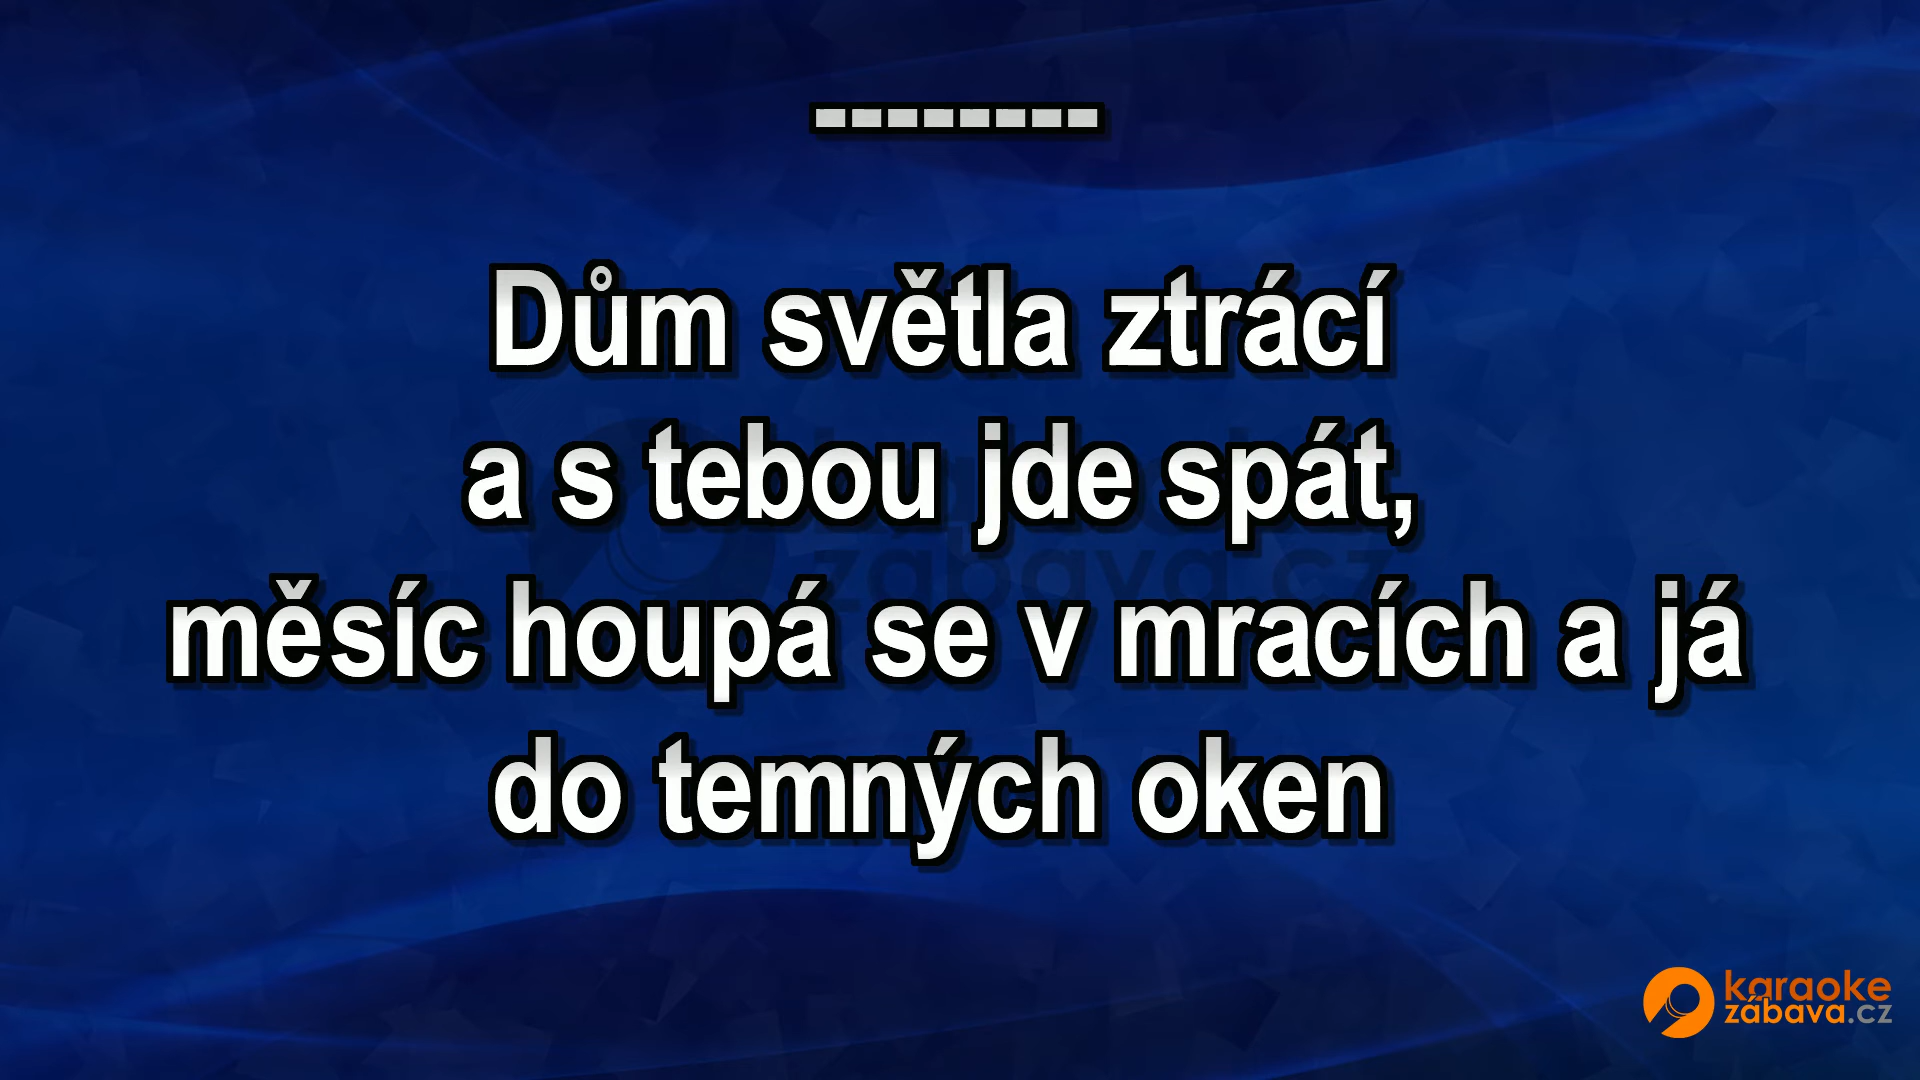 --------
Dům světla ztrácí
a s tebou jde spát,
měsíc houpá se v mracích a já
do temných oken
karaoke
zábava.cz